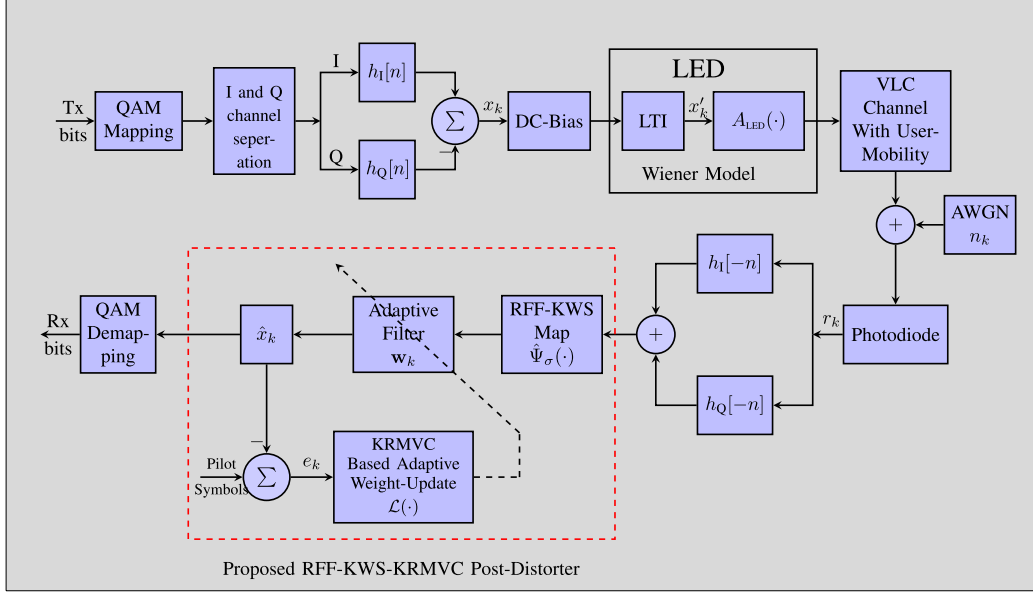 Tx
bits
QAM
Mapping
I and Q
channel
seper-
ation
I
Q
h_I[n]
h_Q[n]
Σ
−
x_k
DC-Bias
LED
LTI
x'_k
A_LED(·)
Wiener Model
VLC
Channel
With User-
Mobility
+
AWGN
n_k
Photodiode
r_k
h_I[−n]
h_Q[−n]
+
RFF-KWS
Map
Ψ̂_σ(·)
Adaptive
Filter
w_k
x̂_k
QAM
Demap-
ping
Rx
bits
−
Pilot
Symbols
Σ
e_k
KRMVC
Based Adaptive
Weight-Update
ℒ(·)
Proposed RFF-KWS-KRMVC Post-Distorter